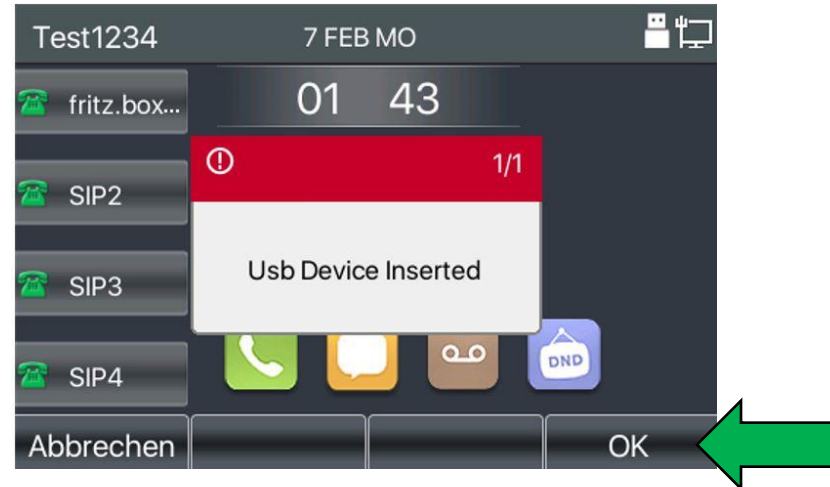 Test1234 7 FEB MO
fritz.box... 01 43
1/1
SIP2
Usb Device Inserted
SIP3
SIP4 DND
Abbrechen OK